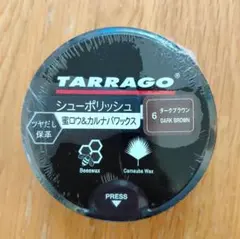 TARRAGO
シューポリッシュ
ツヤだし
保革
蜜ロウ&カルナバワックス
6
ダークブラウン
DARK BROWN
Beeswax
Carnauba Wax
PRESS